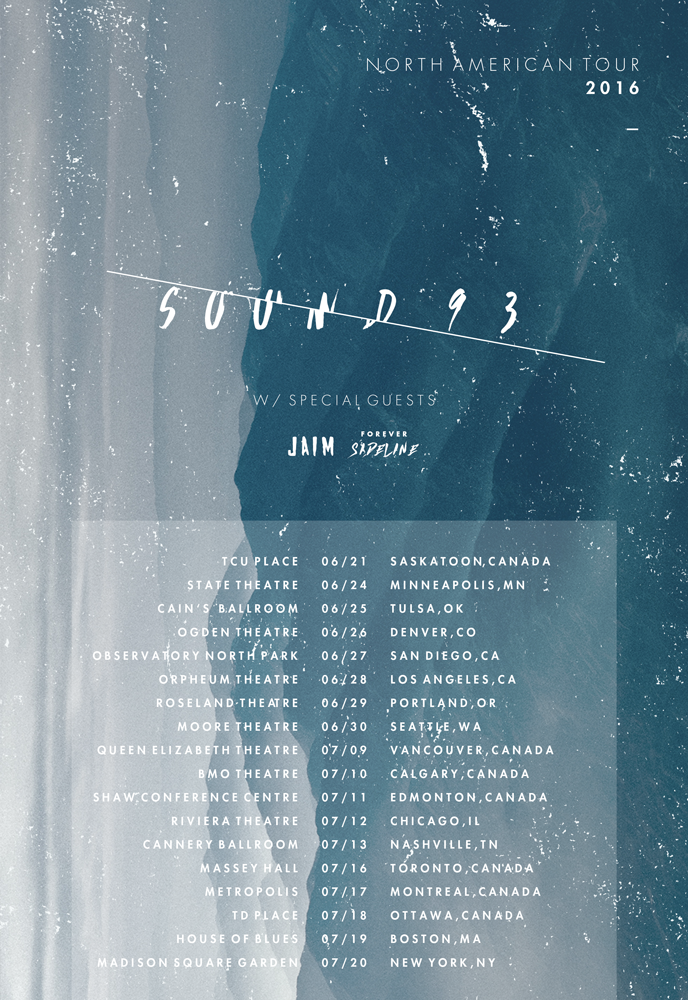 NORTH AMERICAN TOUR
2016
SOUND 93
W/ SPECIAL GUESTS
JAIM FOREVER
SADELINE
TCU PLACE 06/21 SASKATOON,CANADA
STATE THEATRE 06/24 MINNEAPOLIS,MN
CAIN'S BALLROOM 06/25 TULSA,OK
OGDEN THEATRE 06/26 DENVER,CO
OBSERVATORY NORTH PARK 06/27 SAN DIEGO,CA
ORPHEUM THEATRE 06/28 LOS ANGELES,CA
ROSELAND THEATRE 06/29 PORTLAND,OR
MOORE THEATRE 06/30 SEATTLE,WA
QUEEN ELIZABETH THEATRE 07/09 VANCOUVER,CANADA
BMO THEATRE 07/10 CALGARY,CANADA
SHAW CONFERENCE CENTRE 07/11 EDMONTON,CANADA
RIVIERA THEATRE 07/12 CHICAGO,IL
CANNERY BALLROOM 07/13 NASHVILLE,TN
MASSEY HALL 07/16 TORONTO,CANADA
METROPOLIS 07/17 MONTREAL,CANADA
TD PLACE 07/18 OTTAWA,CANADA
HOUSE OF BLUES 07/19 BOSTON,MA
MADISON SQUARE GARDEN 07/20 NEW YORK,NY